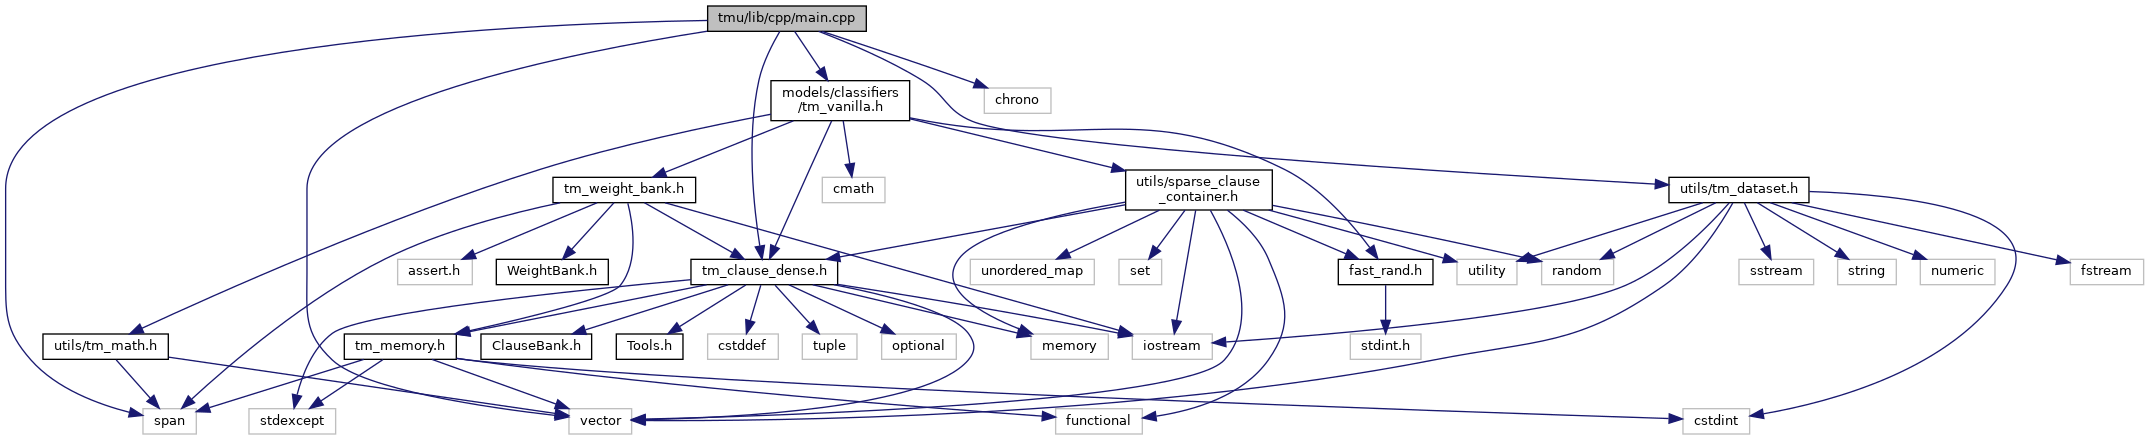 tmu/lib/cpp/main.cpp
models/classifiers
/tm_vanilla.h
chrono
tm_weight_bank.h
cmath
utils/sparse_clause
_container.h
utils/tm_dataset.h
assert.h
WeightBank.h
tm_clause_dense.h
unordered_map
set
fast_rand.h
utility
random
sstream
string
numeric
fstream
utils/tm_math.h
tm_memory.h
ClauseBank.h
Tools.h
cstddef
tuple
optional
memory
iostream
stdint.h
span
stdexcept
vector
functional
cstdint